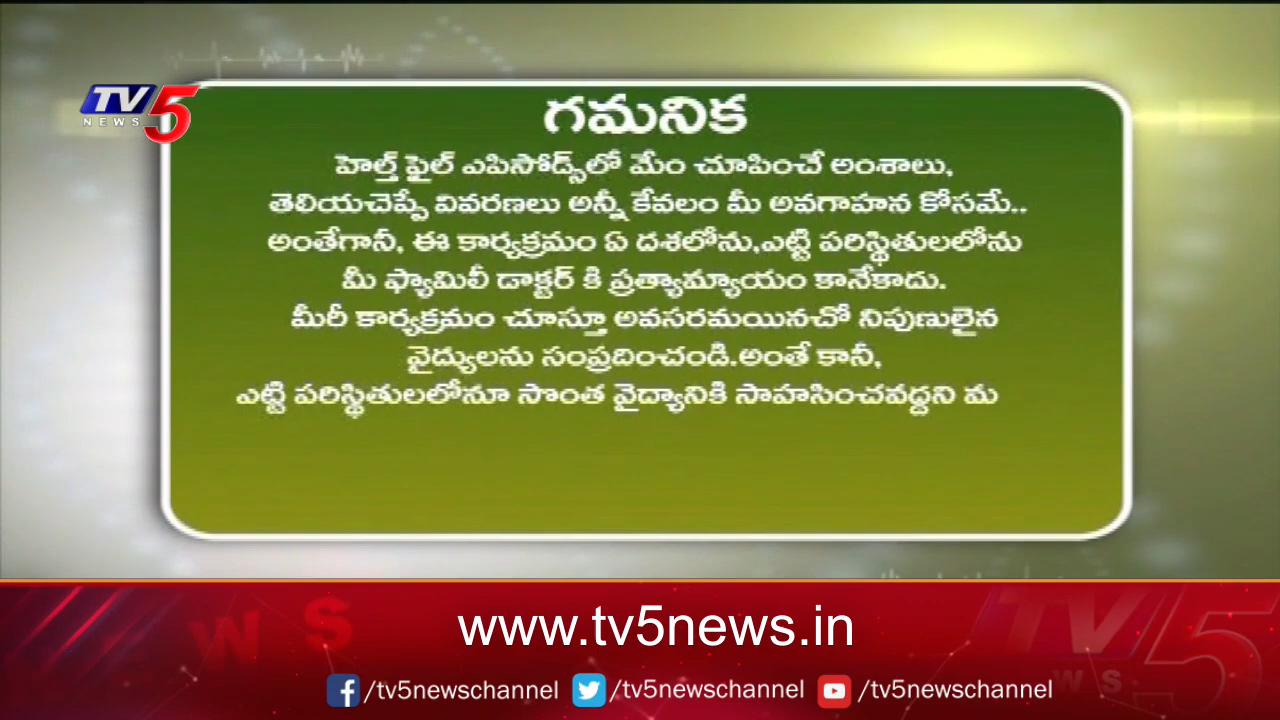 TV5
NEWS
గమనిక
హెల్త్ ఫైల్ ఎపిసోడ్స్‌లో మేం చూపించే అంశాలు,
తెలియచెప్పే వివరణలు అన్నీ కేవలం మీ అవగాహన కోసమే..
అంతేగానీ, ఈ కార్యక్రమం ఏ దశలోను,ఎట్టి పరిస్థితులలోను
మీ ఫ్యామిలీ డాక్టర్ కి ప్రత్యామ్యాయం కానేకాదు.
మీరీ కార్యక్రమం చూస్తూ అవసరమయినచో నిపుణులైన
వైద్యులను సంప్రదించండి.అంతే కానీ,
ఎట్టి పరిస్థితులలోనూ సొంత వైద్యానికి సాహసించవద్దని మ
www.tv5news.in
/tv5newschannel /tv5newschannel /tv5newschannel